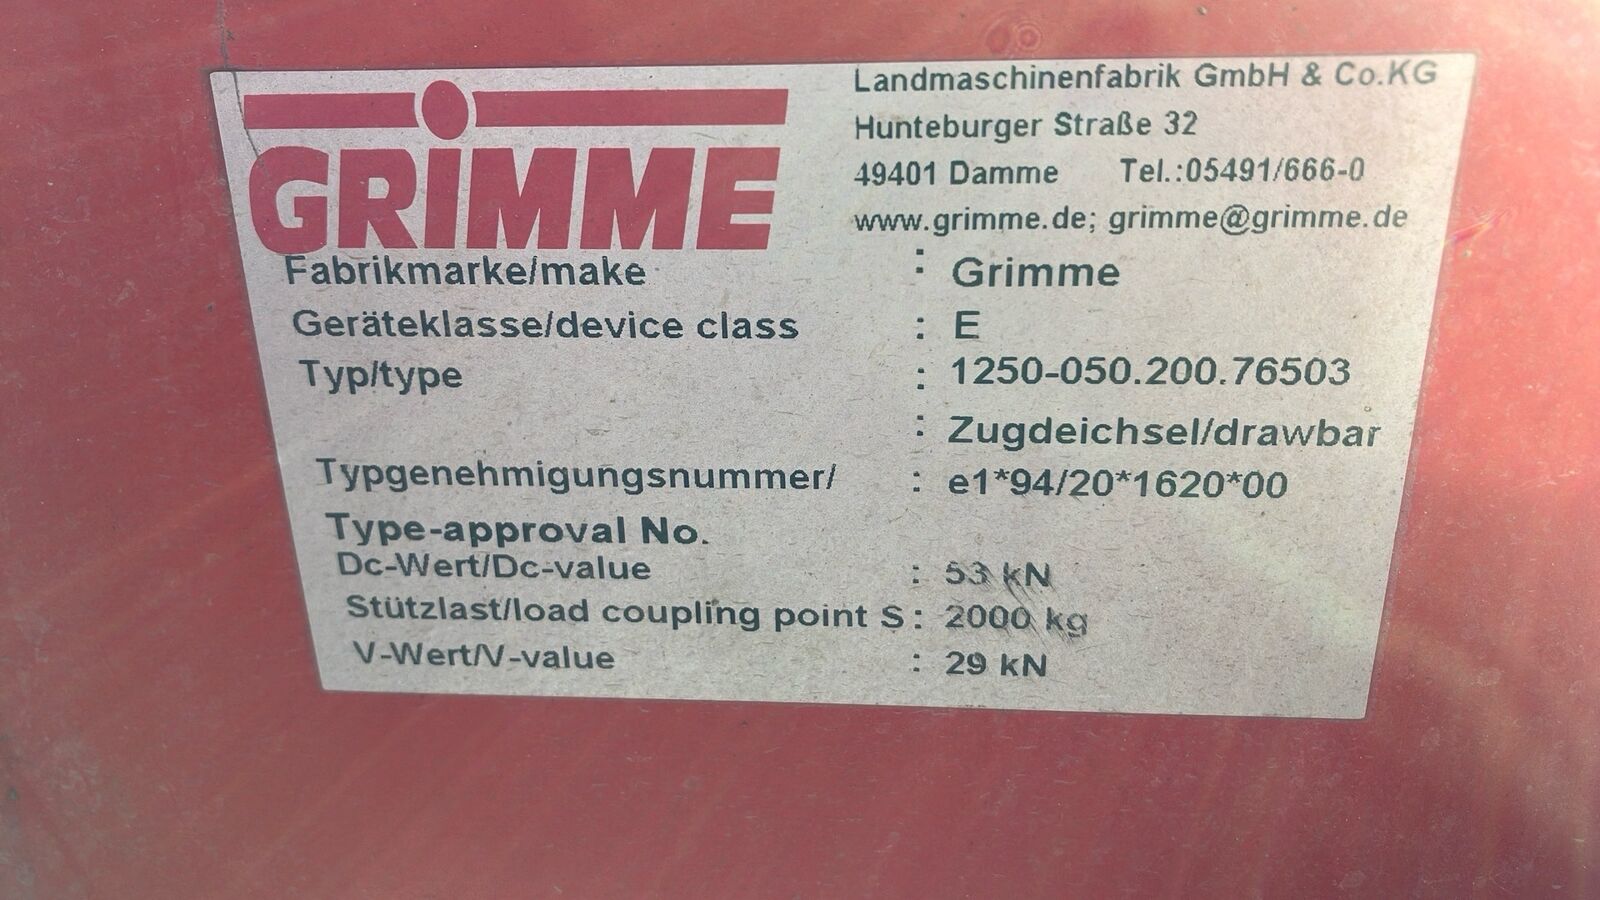 GRIMME
Landmaschinenfabrik GmbH & Co.KG
Hunteburger Straße 32
49401 Damme Tel.:05491/666-0
www.grimme.de; grimme@grimme.de
Fabrikmarke/make : Grimme
Geräteklasse/device class : E
Typ/type : 1250-050.200.76503
: Zugdeichsel/drawbar
Typgenehmigungsnummer/ : e1*94/20*1620*00
Type-approval No.
Dc-Wert/Dc-value : 53 kN
Stützlast/load coupling point S : 2000 kg
V-Wert/V-value : 29 kN